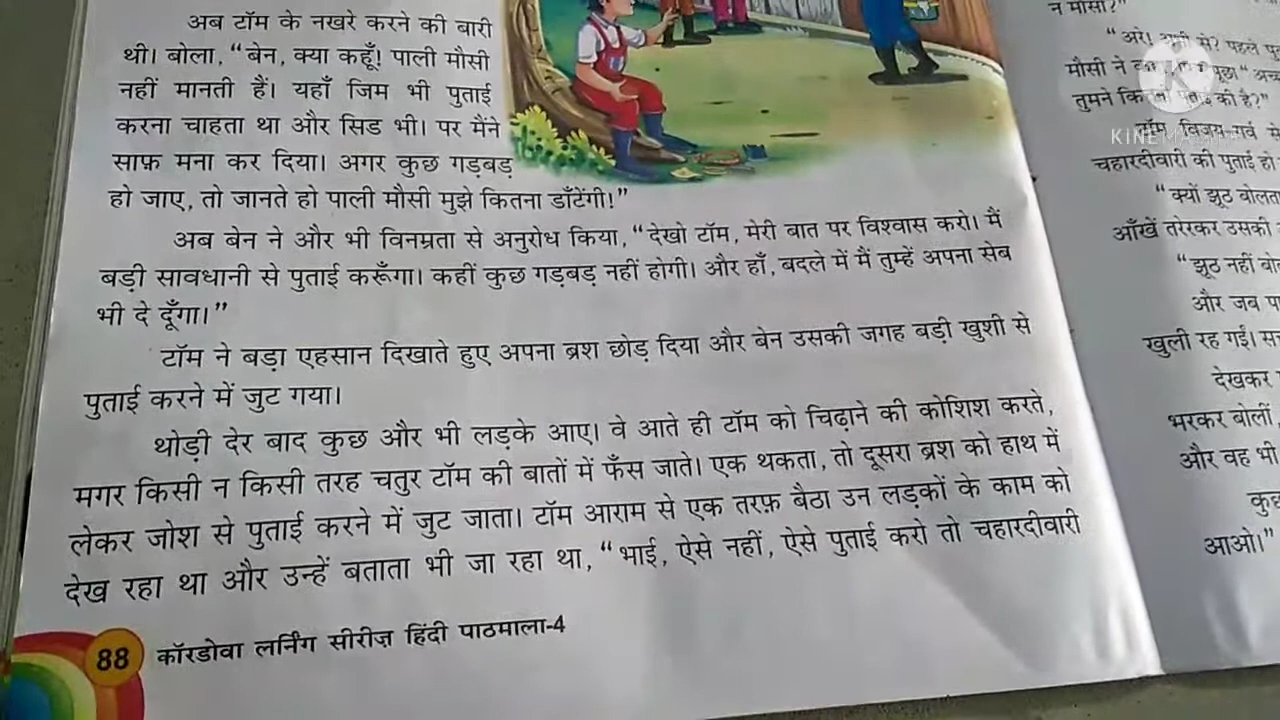 अब टॉम के नखरे करने की बारी
थी। बोला, “बेन, क्या कहूँ! पाली मौसी
नहीं मानती हैं। यहाँ जिम भी पुताई
करना चाहता था और सिड भी। पर मैंने
साफ़ मना कर दिया। अगर कुछ गड़बड़
हो जाए, तो जानते हो पाली मौसी मुझे कितना डाँटेंगी!”
अब बेन ने और भी विनम्रता से अनुरोध किया, “देखो टॉम, मेरी बात पर विश्वास करो। मैं
बड़ी सावधानी से पुताई करूँगा। कहीं कुछ गड़बड़ नहीं होगी। और हाँ, बदले में मैं तुम्हें अपना सेब
भी दे दूँगा।”
टॉम ने बड़ा एहसान दिखाते हुए अपना ब्रश छोड़ दिया और बेन उसकी जगह बड़ी खुशी से
पुताई करने में जुट गया।
थोड़ी देर बाद कुछ और भी लड़के आए। वे आते ही टॉम को चिढ़ाने की कोशिश करते,
मगर किसी न किसी तरह चतुर टॉम की बातों में फँस जाते। एक थकता, तो दूसरा ब्रश को हाथ में
लेकर जोश से पुताई करने में जुट जाता। टॉम आराम से एक तरफ़ बैठा उन लड़कों के काम को
देख रहा था और उन्हें बताता भी जा रहा था, “भाई, ऐसे नहीं, ऐसे पुताई करो तो चहारदीवारी
88 कॉरडोवा लर्निंग सीरीज़ हिंदी पाठमाला-4
न मौसी?”
“अरे! अभी से? पहले
मौसी ने
तुमने की है?”
टॉम विजय गर्व
चहारदीवारी की पुताई हो
“क्यों झूठ
आँखें तरेरकर उसकी
“झूठ नहीं
और जब
खुली रह गईं।
देखकर
भरकर बोलीं,
और वह भी
आओ।”
K
KINEMASTER